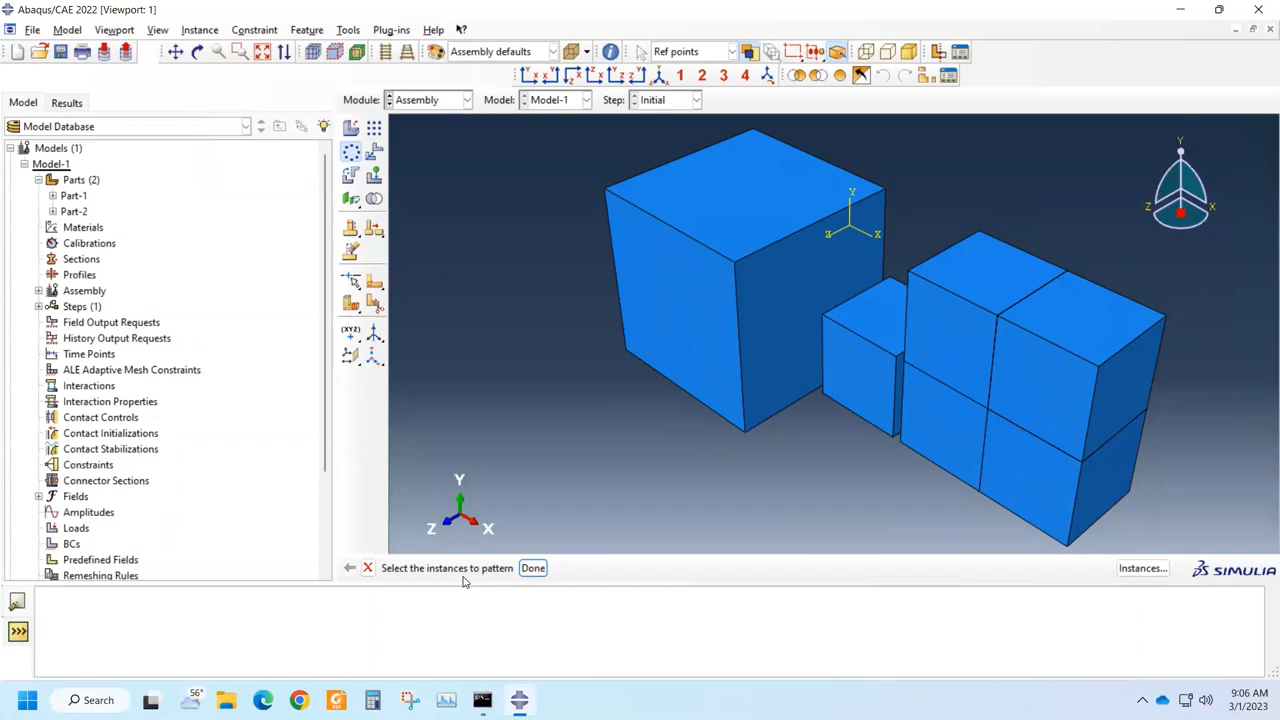 Abaqus/CAE 2022 [Viewport: 1]
File Model Viewport View Instance Constraint Feature Tools Plug-ins Help
Assembly defaults Ref points
1 2 3 4
Model Results
Module: Assembly Model: Model-1 Step: Initial
Model Database
Models (1)
Model-1
Parts (2)
Part-1
Part-2
Materials
Calibrations
Sections
Profiles
Assembly
Steps (1)
Field Output Requests
History Output Requests
Time Points
ALE Adaptive Mesh Constraints
Interactions
Interaction Properties
Contact Controls
Contact Initializations
Contact Stabilizations
Constraints
Connector Sections
Fields
Amplitudes
Loads
BCs
Predefined Fields
Remeshing Rules
(XYZ)
Y
Z X
Y
Z X
Y
Z X
Select the instances to pattern Done Instances... SIMULIA
>>>
Search 56° 9:06 AM
3/1/2023